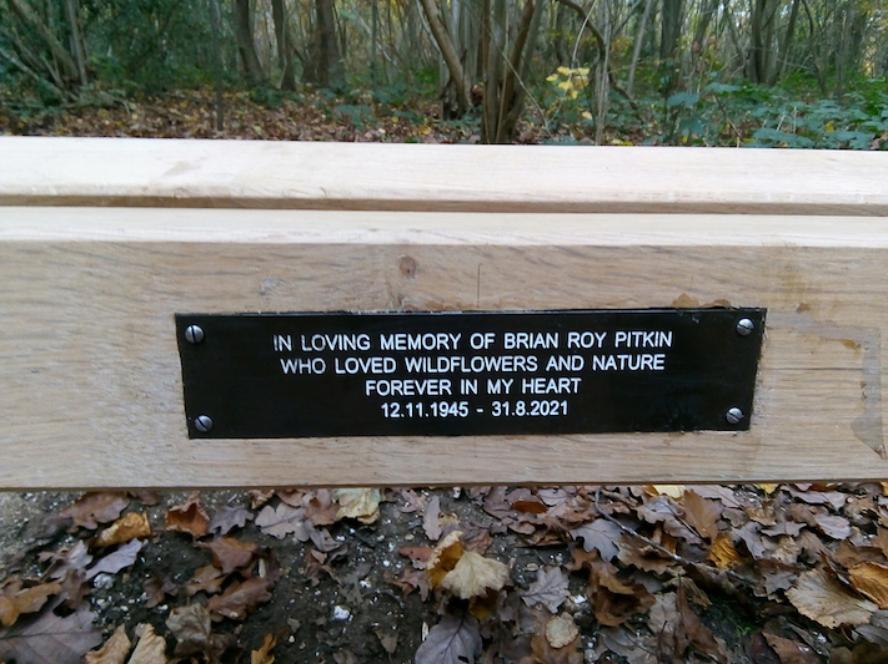 IN LOVING MEMORY OF BRIAN ROY PITKIN
WHO LOVED WILDFLOWERS AND NATURE
FOREVER IN MY HEART
12.11.1945 - 31.8.2021